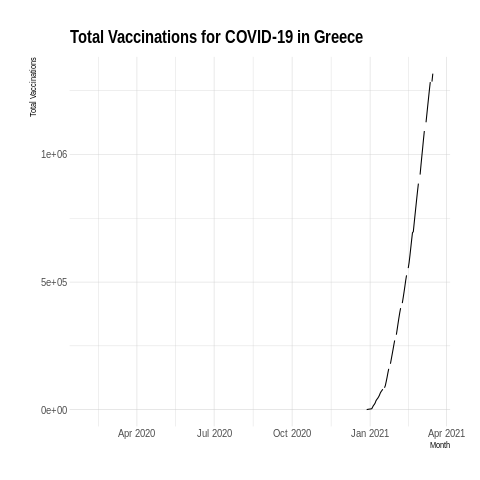 Total Vaccinations for COVID-19 in Greece
Total Vaccinations
1e+06
5e+05
0e+00
Apr 2020 Jul 2020 Oct 2020 Jan 2021 Apr 2021
Month